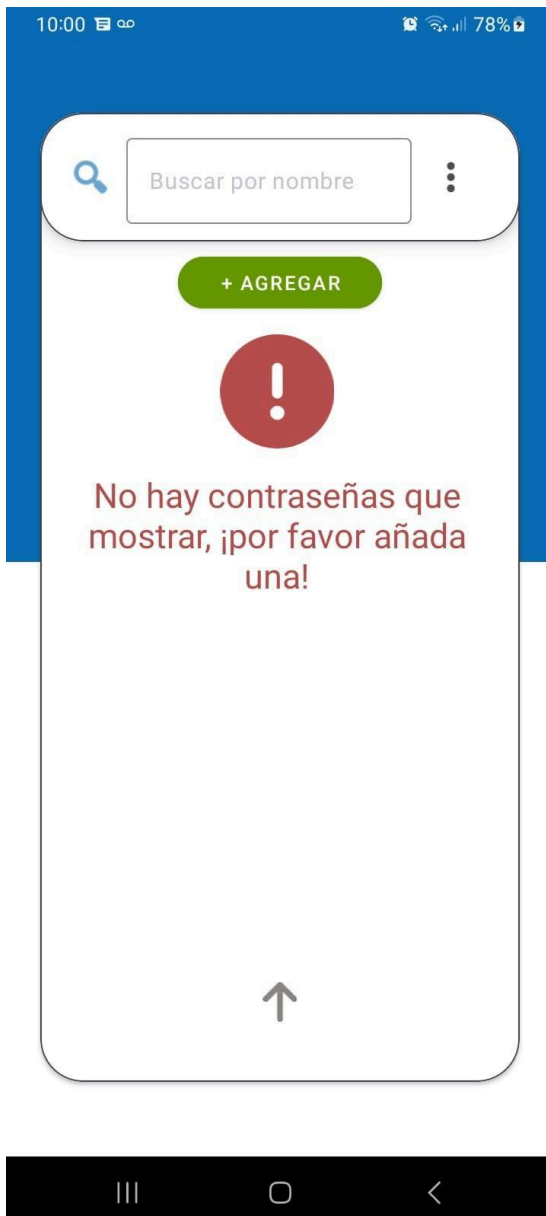 10:00 78%
Buscar por nombre
+ AGREGAR
No hay contraseñas que
mostrar, ¡por favor añada
una!